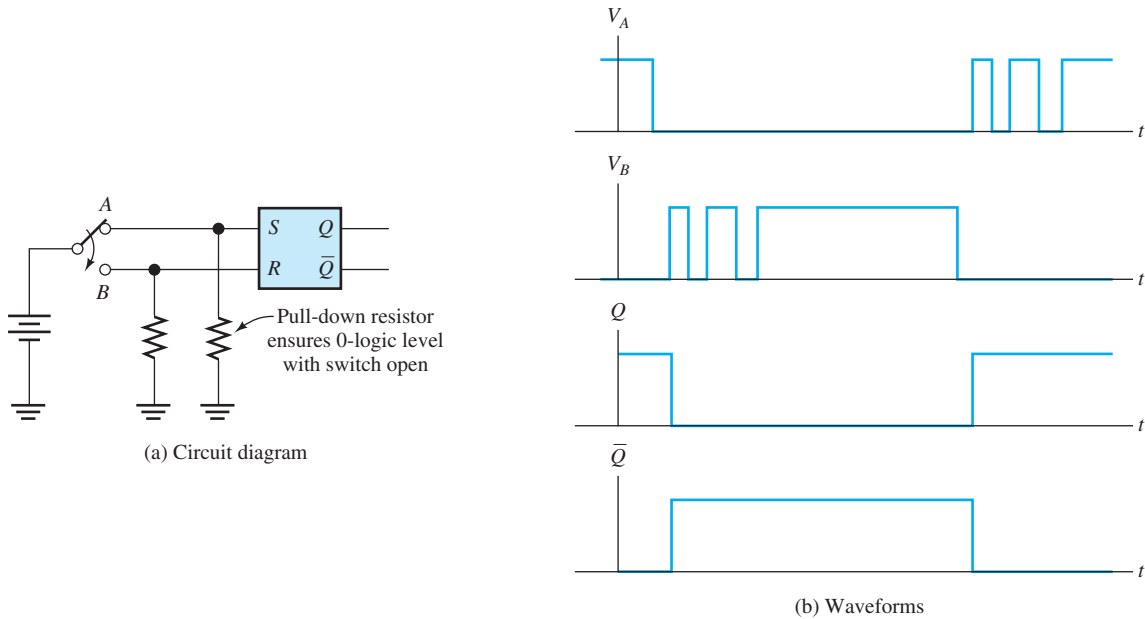 A
B
S
Q
R
Q̅
Pull-down resistor
ensures 0-logic level
with switch open
(a) Circuit diagram
V_A
t
V_B
t
Q
t
Q̅
t
(b) Waveforms